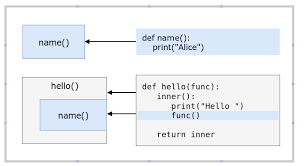 name()
def name():
    print("Alice")
hello()
name()
def hello(func):
    inner():
        print("Hello ")
        func()
    return inner